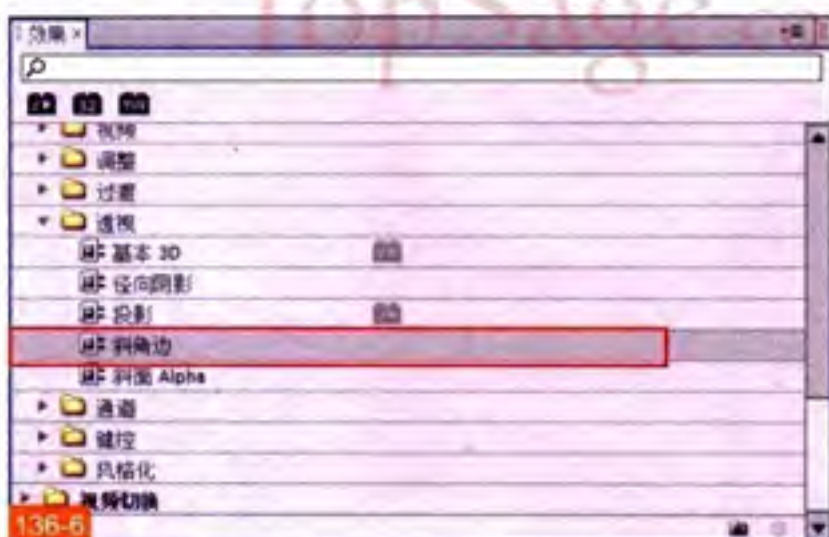 效果 ×
视频
调整
过渡
透视
基本 3D
径向阴影
投影
斜角边
斜面 Alpha
通道
键控
风格化
视频切换
136-6